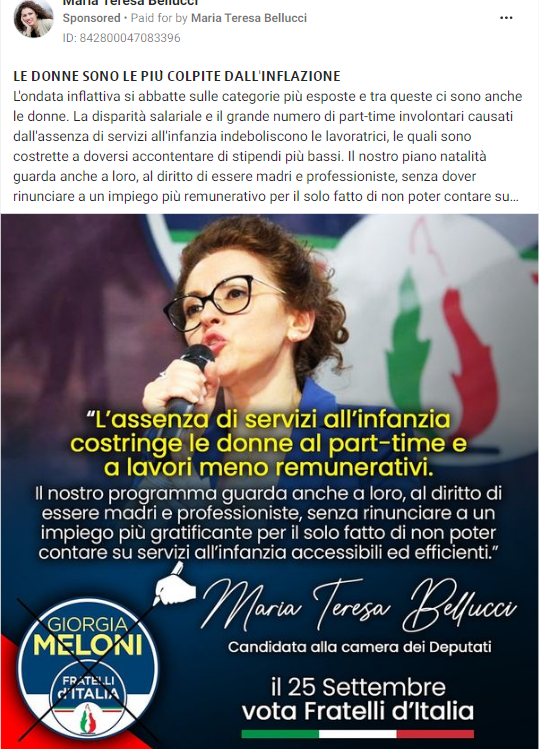 Maria Teresa Bellucci
Sponsored • Paid for by Maria Teresa Bellucci
ID: 842800047083396
LE DONNE SONO LE PIÙ COLPITE DALL'INFLAZIONE
L'ondata inflattiva si abbatte sulle categorie più esposte e tra queste ci sono anche
le donne. La disparità salariale e il grande numero di part-time involontari causati
dall'assenza di servizi all'infanzia indeboliscono le lavoratrici, le quali sono
costrette a doversi accontentare di stipendi più bassi. Il nostro piano natalità
guarda anche a loro, al diritto di essere madri e professioniste, senza dover
rinunciare a un impiego più remunerativo per il solo fatto di non poter contare su...
“L’assenza di servizi all’infanzia
costringe le donne al part-time e
a lavori meno remunerativi.
Il nostro programma guarda anche a loro, al diritto di
essere madri e professioniste, senza rinunciare a un
impiego più gratificante per il solo fatto di non poter
contare su servizi all’infanzia accessibili ed efficienti.”
Maria Teresa Bellucci
Candidata alla camera dei Deputati
GIORGIA
MELONI
FRATELLI
d'ITALIA
il 25 Settembre
vota Fratelli d’Italia